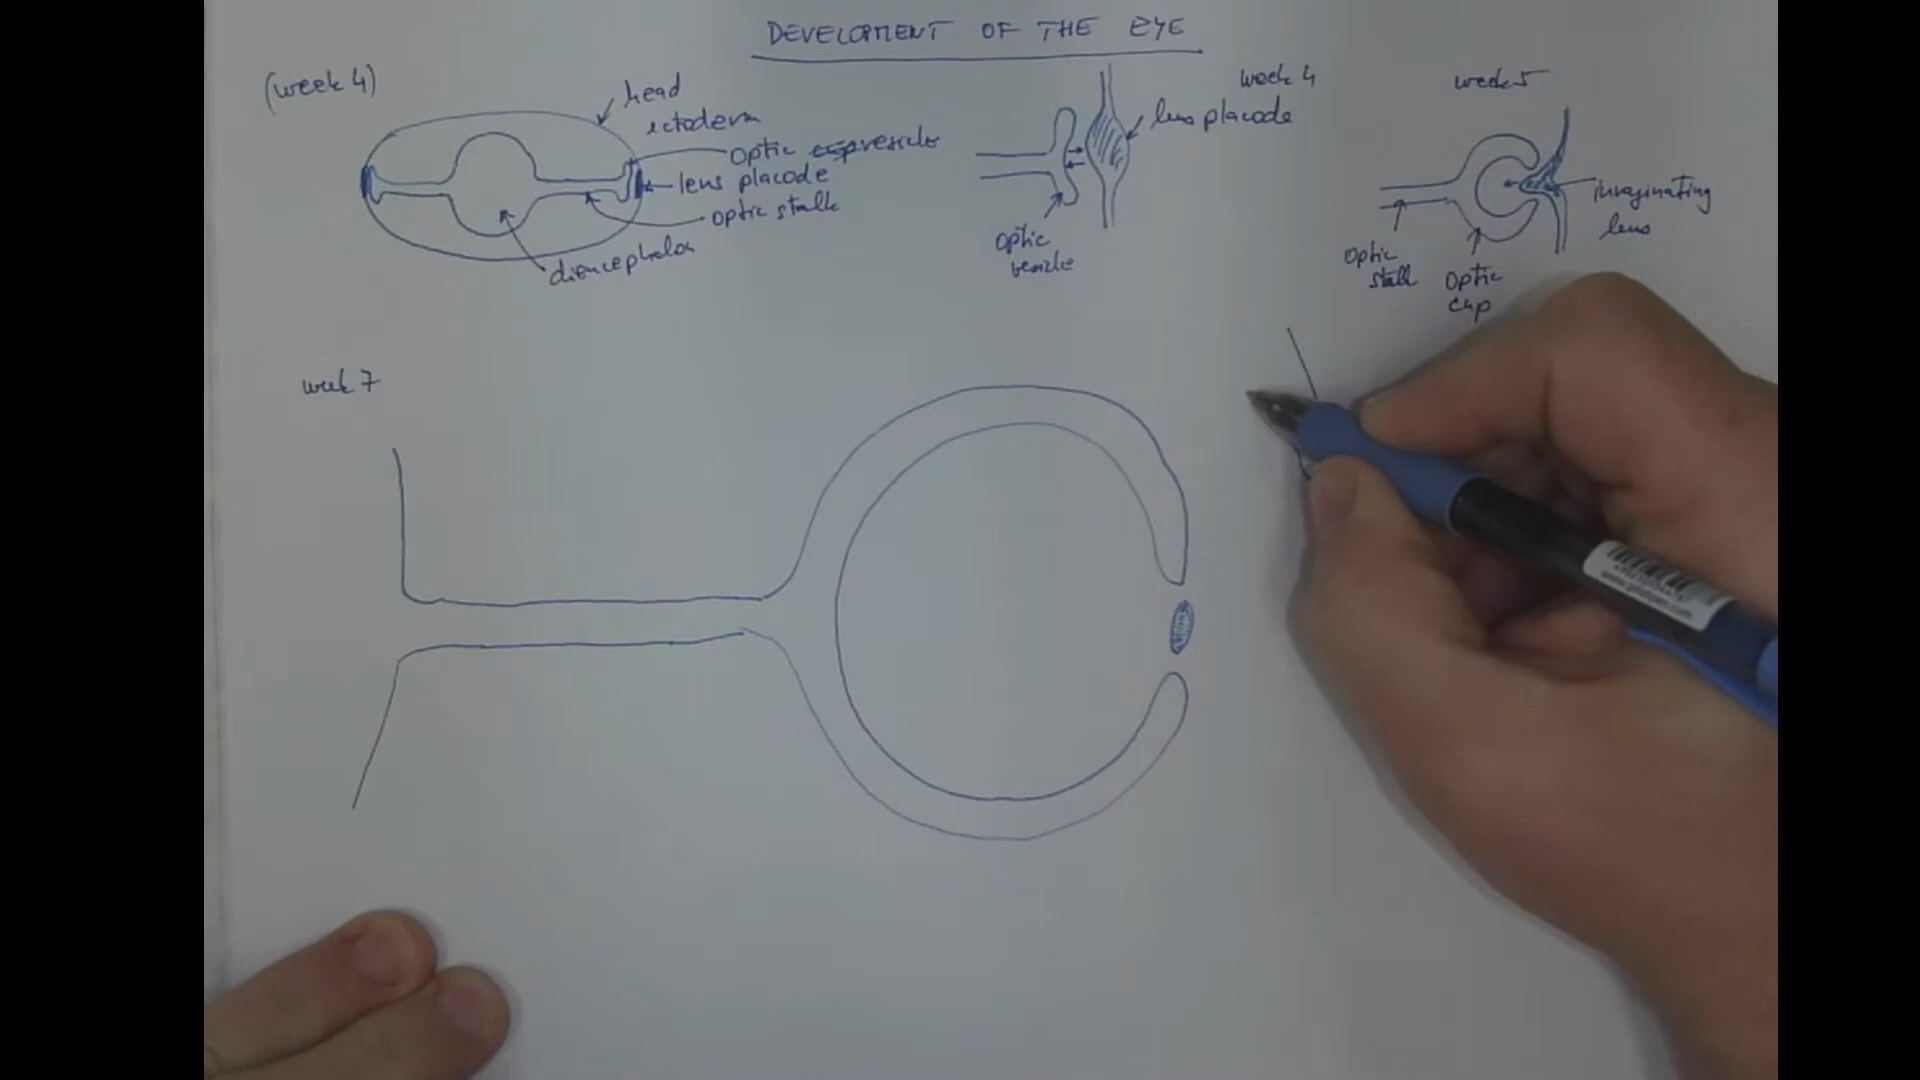 DEVELOPMENT OF THE EYE
(week 4)
head
ectoderm
optic vesicle
lens placode
optic stalk
diencephalon
week 4
lens placode
optic
vesicle
week 5
invaginating
lens
optic
stalk
optic
cup
week 7